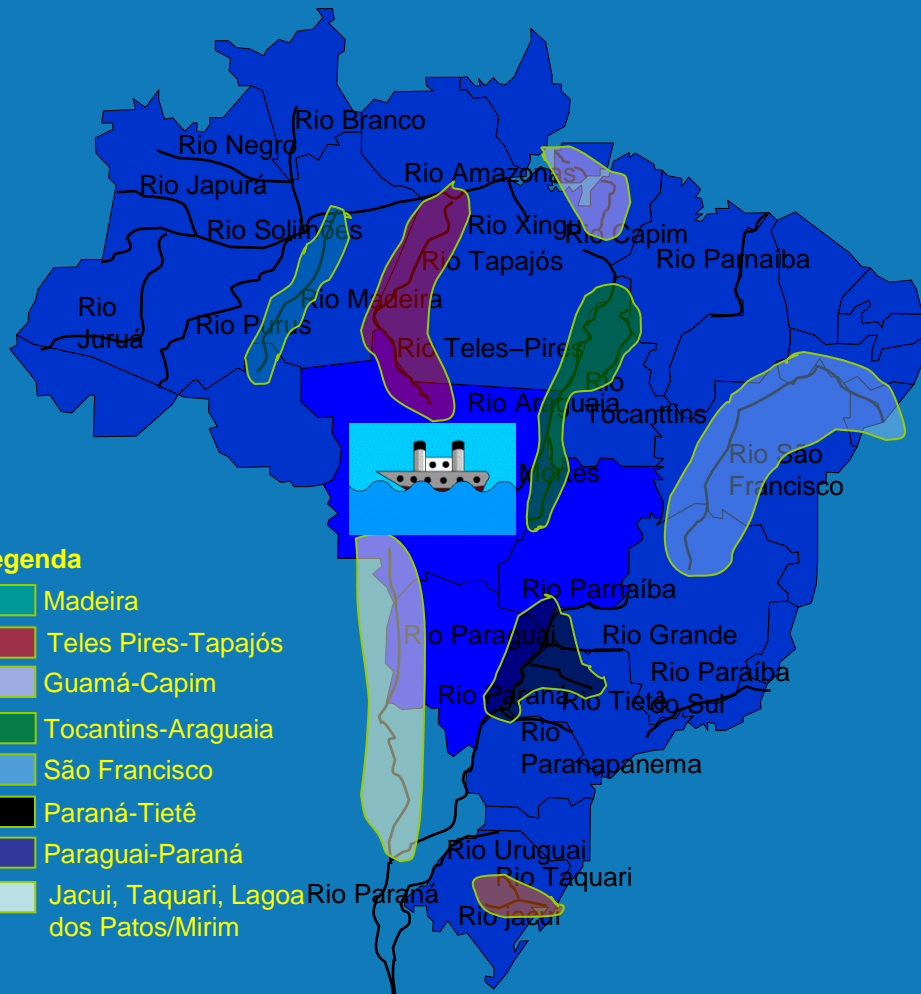 Rio Branco
Rio Negro
Rio Amazonas
Rio Japurá
Rio Solimões
Rio Xingu
Rio Capim
Rio Tapajós
Rio Parnaíba
Rio
Juruá
Rio Purus
Rio Madeira
Rio Teles–Pires
Rio Araguaia
Rio
Tocanttins
Mortes
Rio São
Francisco
Rio Parnaíba
Rio Paraguai
Rio Grande
Rio Paraná
Rio Tietê
Rio Paraíba
do Sul
Rio
Paranapanema
Rio Uruguai
Rio Taquari
Rio Paraná
Rio jacuí
egenda
Madeira
Teles Pires-Tapajós
Guamá-Capim
Tocantins-Araguaia
São Francisco
Paraná-Tietê
Paraguai-Paraná
Jacui, Taquari, Lagoa
dos Patos/Mirim